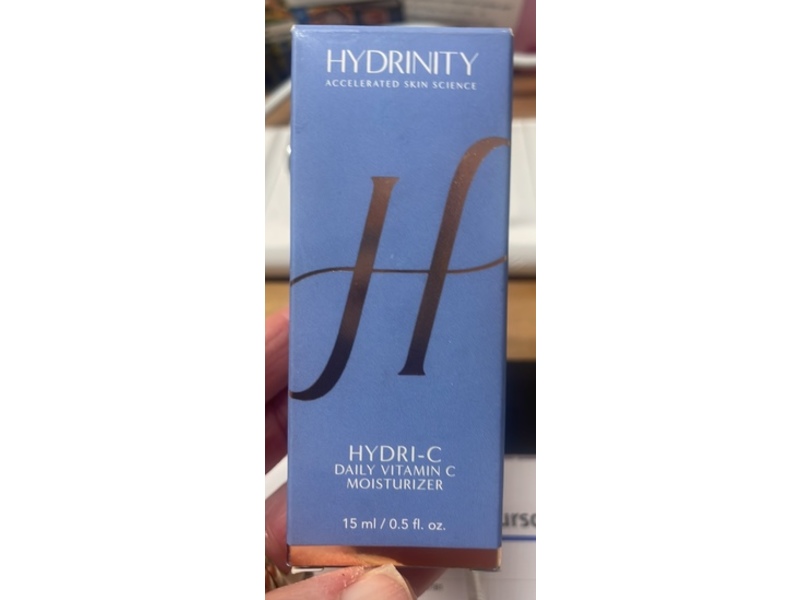 HYDRINITY
ACCELERATED SKIN SCIENCE
H
HYDRI-C
DAILY VITAMIN C
MOISTURIZER
15 ml / 0.5 fl. oz.